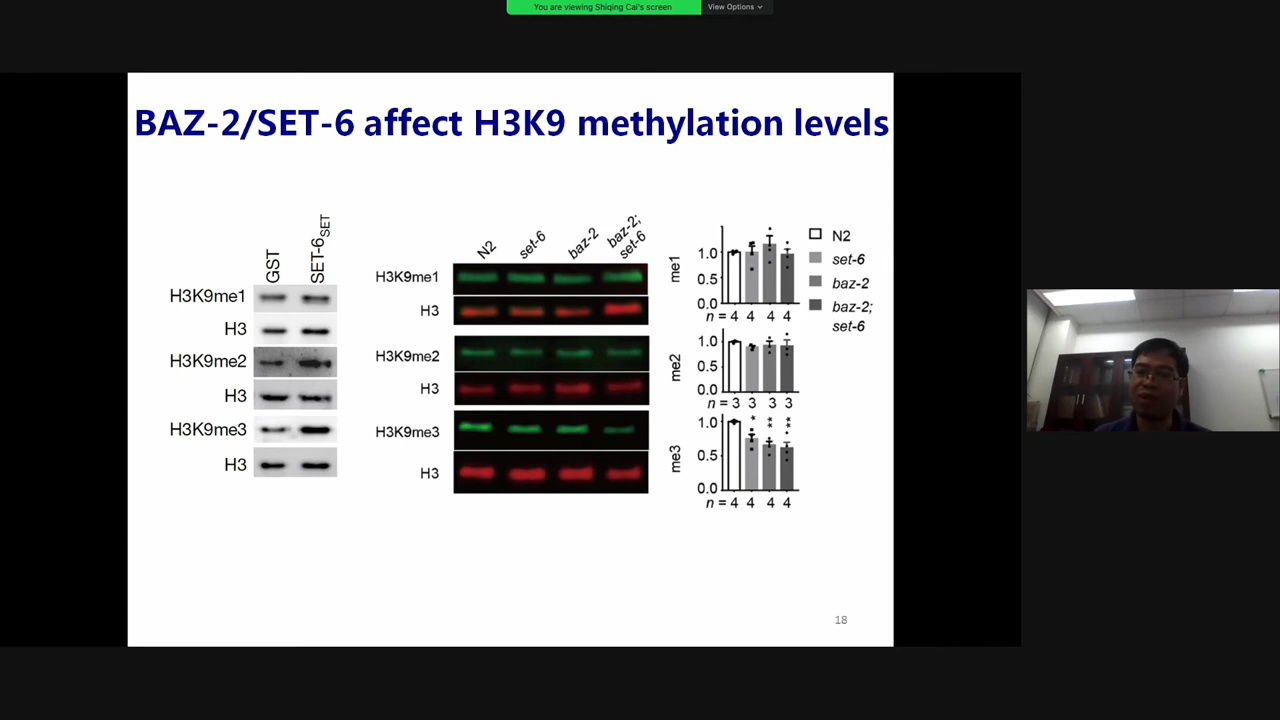 You are viewing Shiqing Cai's screen
View Options
BAZ-2/SET-6 affect H3K9 methylation levels
GST
SET-6SET
H3K9me1
H3
H3K9me2
H3
H3K9me3
H3
N2
set-6
baz-2
baz-2;
set-6
H3K9me1
H3
H3K9me2
H3
H3K9me3
H3
me1
1.0
0.5
0.0
n = 4 4 4 4
me2
1.0
0.5
0.0
n = 3 3 3 3
me3
* ** **
1.0
0.5
0.0
n = 4 4 4 4
N2
set-6
baz-2
baz-2;
set-6
18